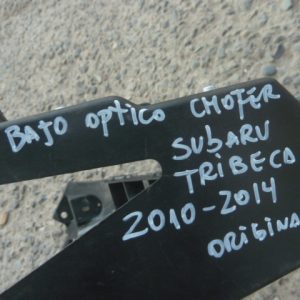 BAJO OPTICO CHOFER
SUBARU
TRIBECA
2010-2014
ORIGINA